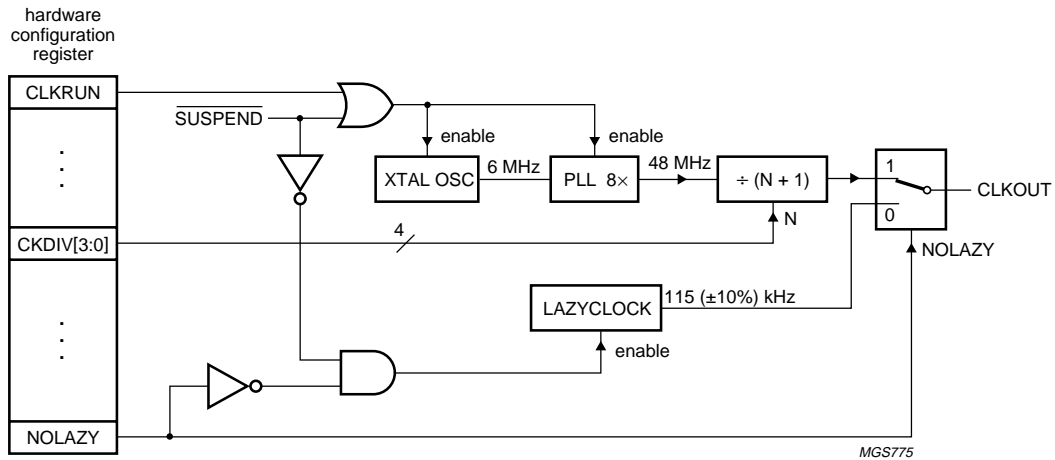 hardware
configuration
register
CLKRUN
SUSPEND
enable
enable
XTAL OSC
6 MHz
PLL 8×
48 MHz
÷ (N + 1)
1
0
CLKOUT
N
CKDIV[3:0]
4
NOLAZY
LAZYCLOCK
115 (±10%) kHz
enable
NOLAZY
MGS775